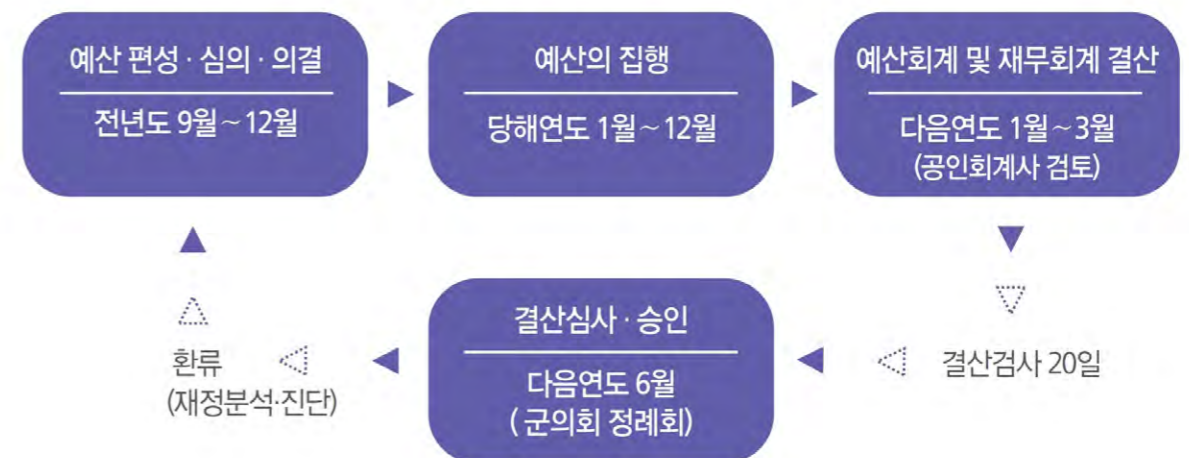 예산 편성 · 심의 · 의결
전년도 9월~12월
예산의 집행
당해연도 1월~12월
예산회계 및 재무회계 결산
다음연도 1월~3월
(공인회계사 검토)
결산검사 20일
결산심사 · 승인
다음연도 6월
( 군의회 정례회)
환류
(재정분석·진단)